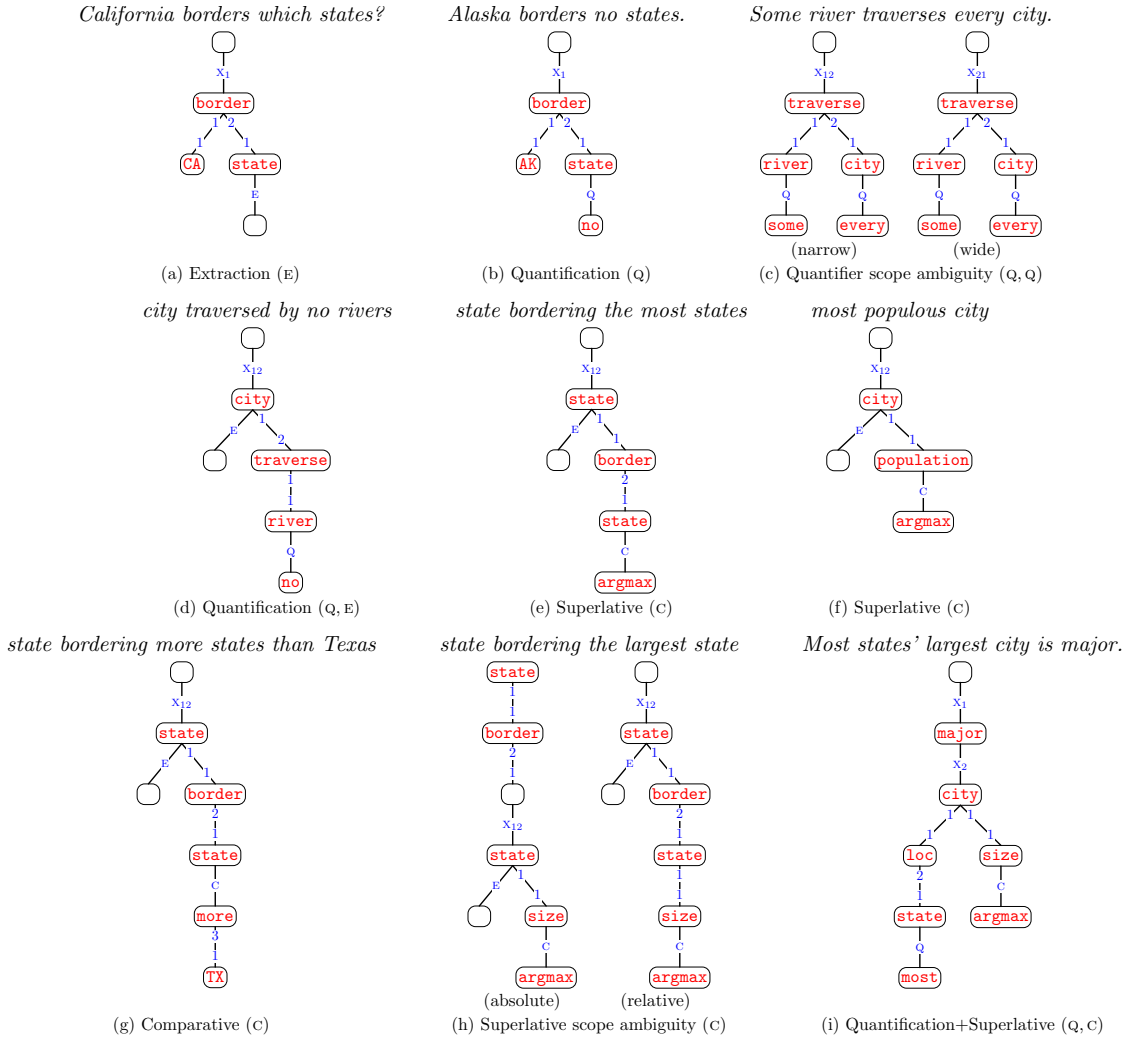 California borders which states?
X1
border
1 2
1 1
CA state
E
(a) Extraction (E)
Alaska borders no states.
X1
border
1 2
1 1
AK state
Q
no
(b) Quantification (Q)
Some river traverses every city.
X12 X21
traverse traverse
1 2 1 2
1 1 1 1
river city river city
Q Q Q Q
some every some every
(narrow) (wide)
(c) Quantifier scope ambiguity (Q, Q)
city traversed by no rivers
X12
city
E 1
2
traverse
1
1
river
Q
no
(d) Quantification (Q, E)
state bordering the most states
X12
state
E 1
1
border
2
1
state
C
argmax
(e) Superlative (C)
most populous city
X12
city
E 1
1
population
C
argmax
(f) Superlative (C)
state bordering more states than Texas
X12
state
E 1
1
border
2
1
state
C
more
3
1
TX
(g) Comparative (C)
state bordering the largest state
state
1
1
border
2
1
X12
state
E 1
1
size
C
argmax
(absolute)
X12
state
E 1
1
border
2
1
state
1
1
size
C
argmax
(relative)
(h) Superlative scope ambiguity (C)
Most states' largest city is major.
X1
major
X2
city
1 1
1 1
loc size
2 C
1
state argmax
Q
most
(i) Quantification+Superlative (Q, C)